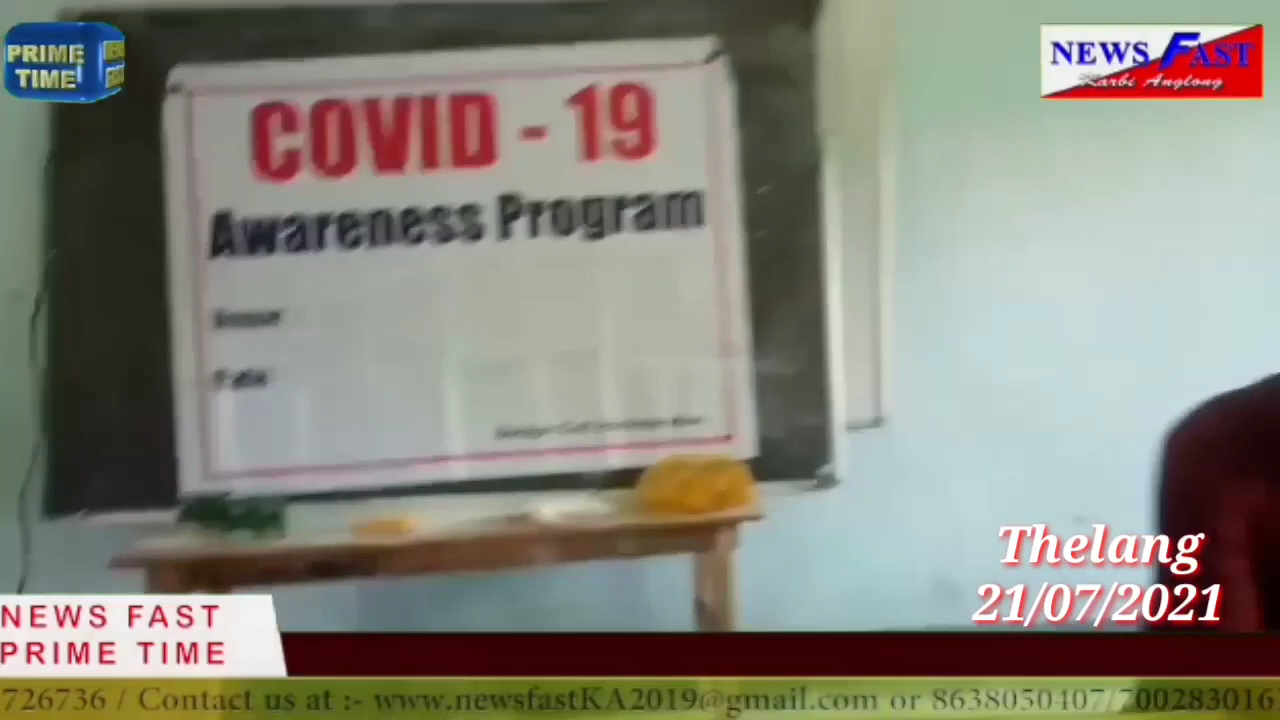 PRIME
TIME
NEWS FAST
Karbi Anglong
COVID - 19
Awareness Program
Date
Thelang
21/07/2021
NEWS FAST
PRIME TIME
726736 / Contact us at :- www.newsfastKA2019@gmail.com or 8638050407/700283016